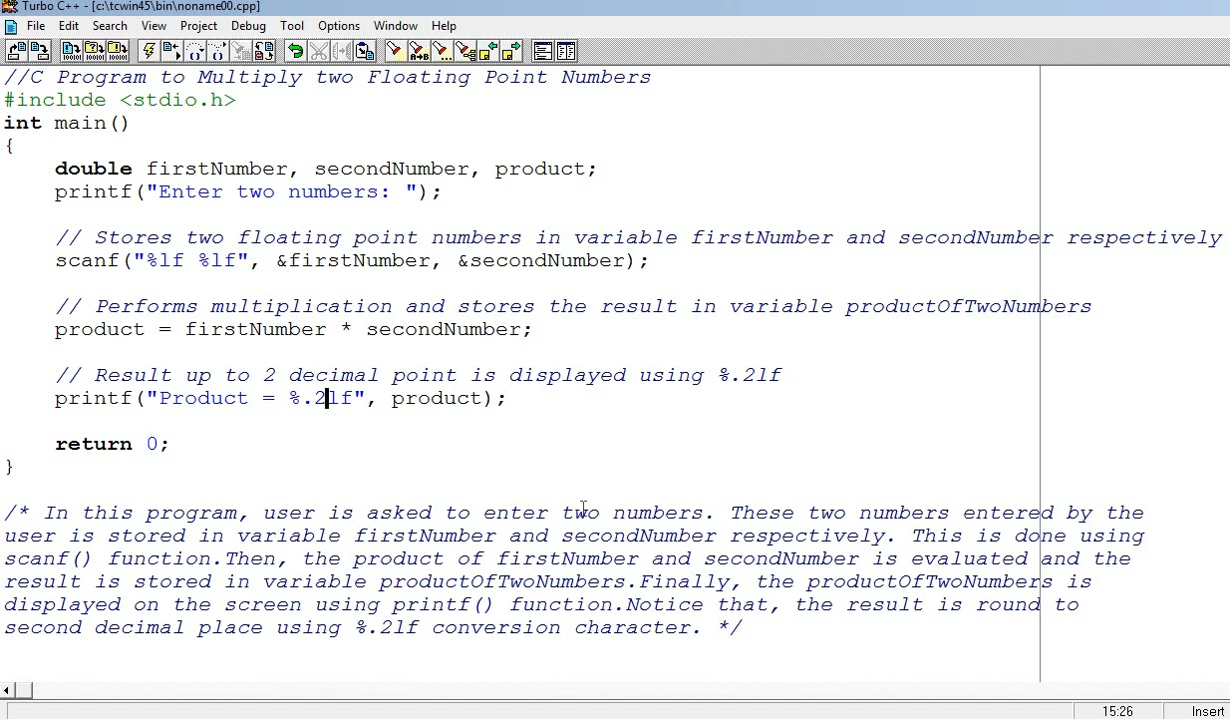 Turbo C++ - [c:\tcwin45\bin\noname00.cpp]
File Edit Search View Project Debug Tool Options Window Help
//C Program to Multiply two Floating Point Numbers
#include <stdio.h>
int main()
{
double firstNumber, secondNumber, product;
printf("Enter two numbers: ");
// Stores two floating point numbers in variable firstNumber and secondNumber respectively
scanf("%lf %lf", &firstNumber, &secondNumber);
// Performs multiplication and stores the result in variable productOfTwoNumbers
product = firstNumber * secondNumber;
// Result up to 2 decimal point is displayed using %.2lf
printf("Product = %.2lf", product);
return 0;
}
/* In this program, user is asked to enter two numbers. These two numbers entered by the
user is stored in variable firstNumber and secondNumber respectively. This is done using
scanf() function.Then, the product of firstNumber and secondNumber is evaluated and the
result is stored in variable productOfTwoNumbers.Finally, the productOfTwoNumbers is
displayed on the screen using printf() function.Notice that, the result is round to
second decimal place using %.2lf conversion character. */
15:26 Insert